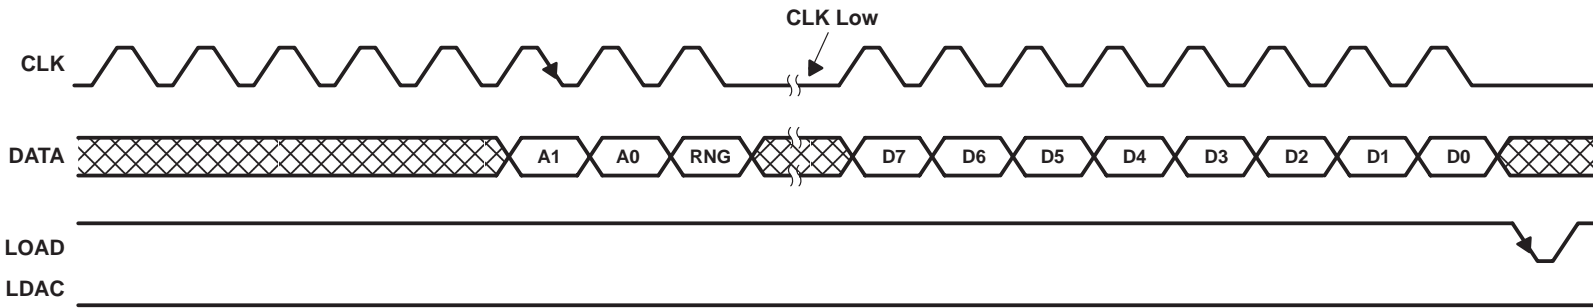 CLK Low
CLK
DATA A1 A0 RNG D7 D6 D5 D4 D3 D2 D1 D0
LOAD
LDAC